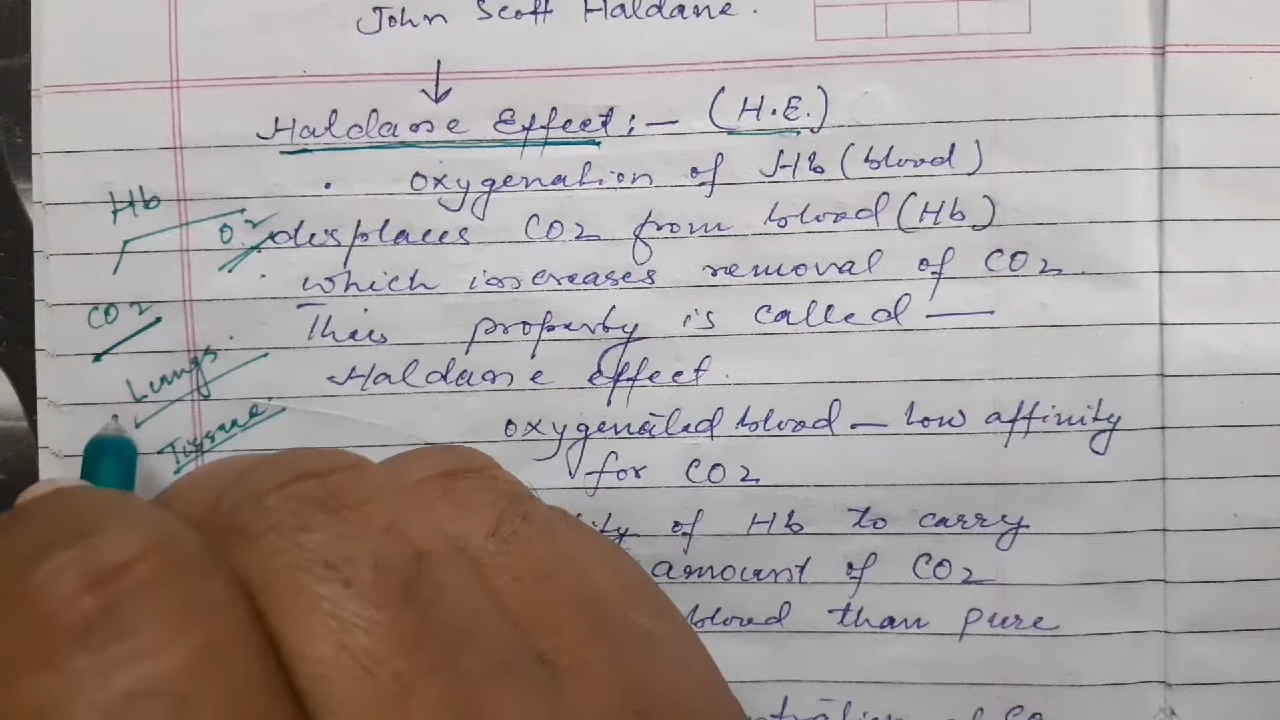 John Scott Haldane.
Haldane Effect:- (H.E.)
• Oxygenation of Hb (blood)
displaces CO2 from blood (Hb)
which increases removal of CO2.
This property is called —
Haldane effect.
oxygenated blood – low affinity
for CO2
of Hb to carry
amount of CO2
blood than pure
Hb
O2
CO2
Lungs.
Tissue